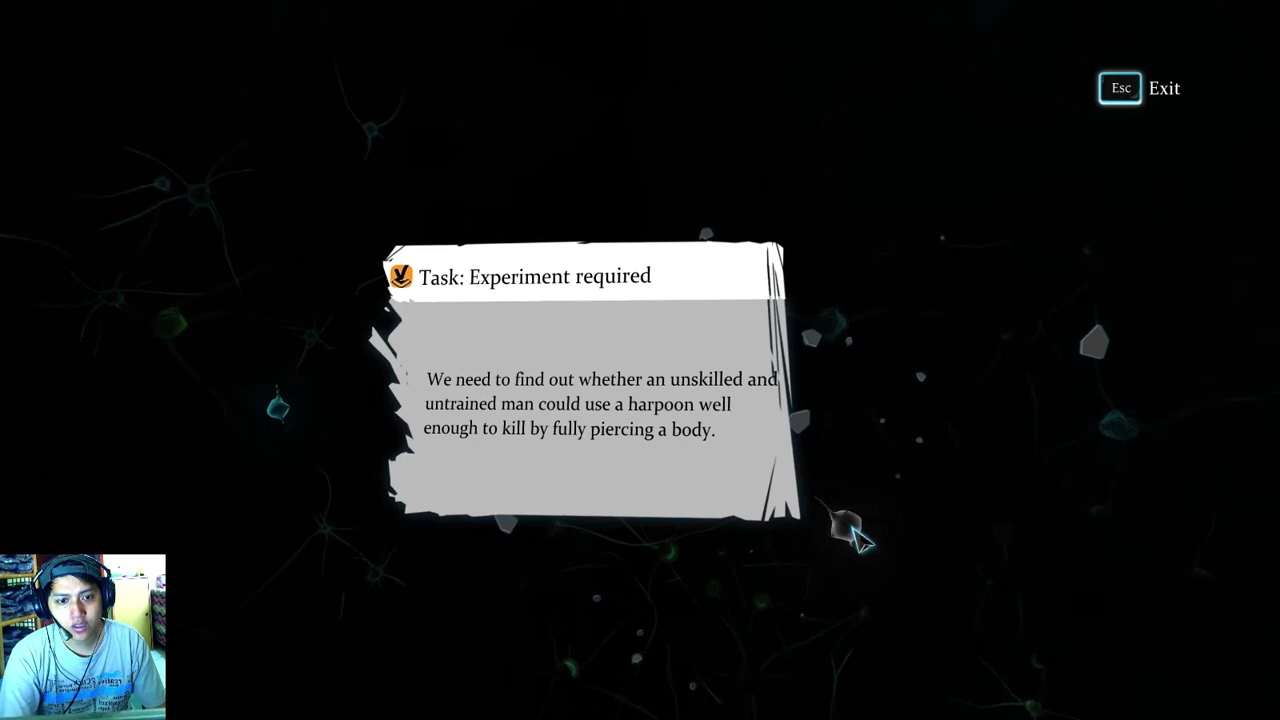 Esc Exit
Task: Experiment required
We need to find out whether an unskilled and
untrained man could use a harpoon well
enough to kill by fully piercing a body.